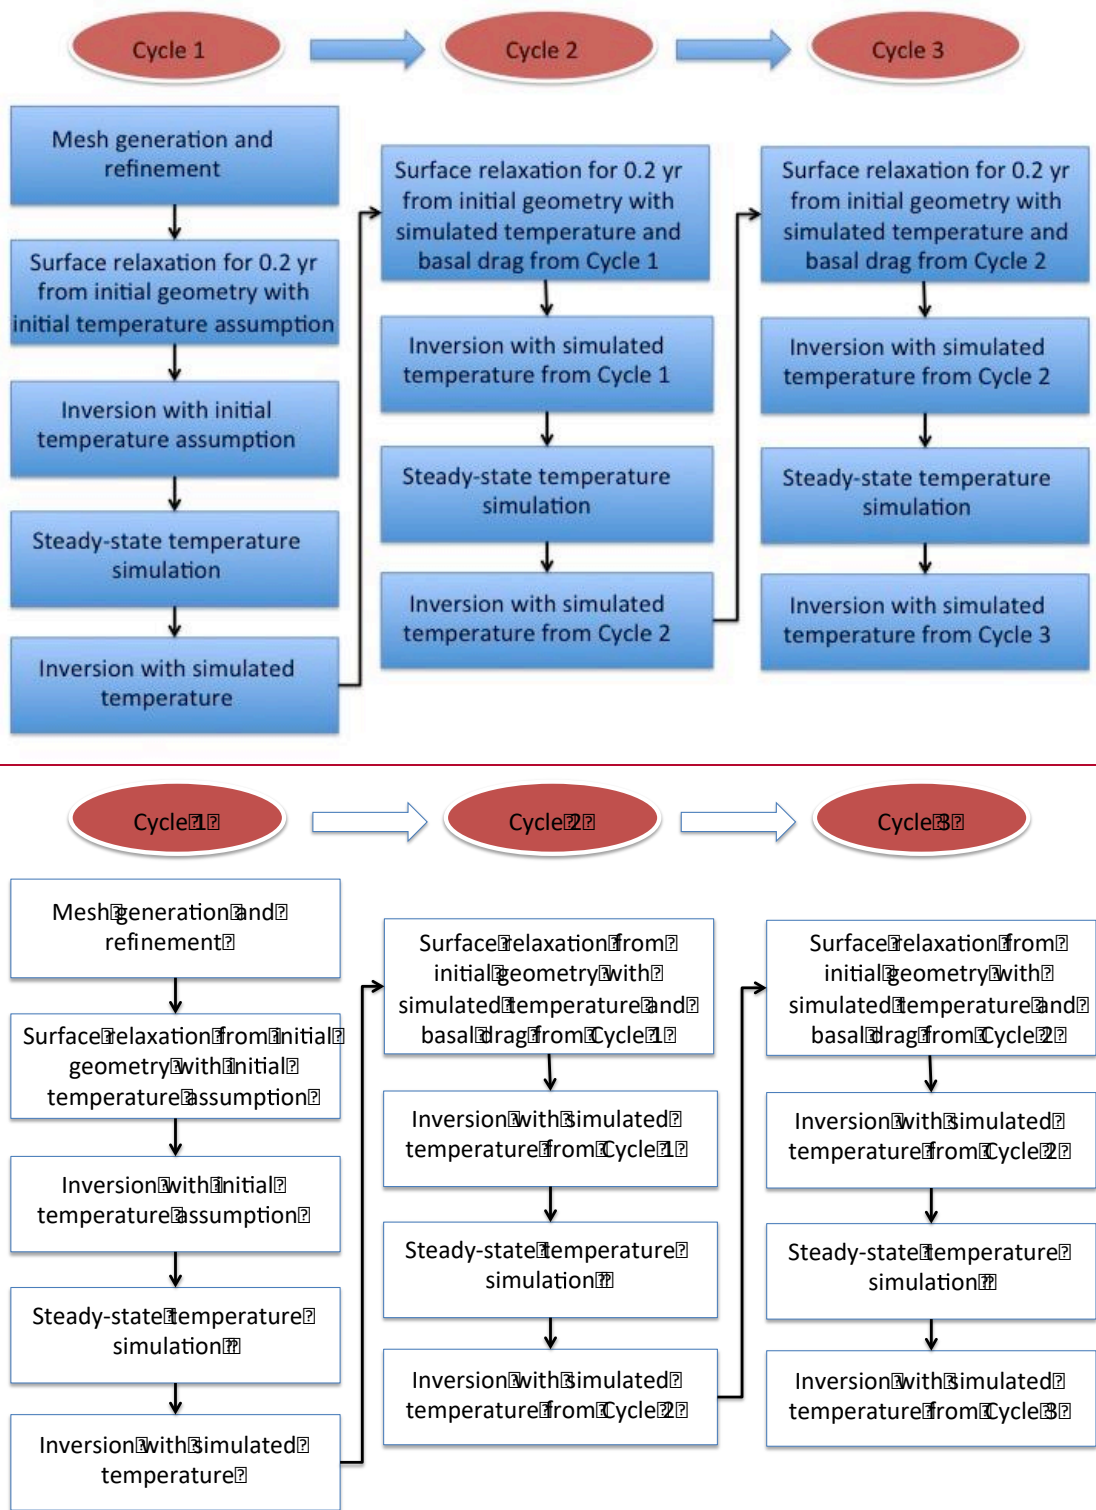 Cycle 1
Cycle 2
Cycle 3
Mesh generation and
refinement
Surface relaxation for 0.2 yr
from initial geometry with
initial temperature assumption
Inversion with initial
temperature assumption
Steady-state temperature
simulation
Inversion with simulated
temperature
Surface relaxation for 0.2 yr
from initial geometry with
simulated temperature and
basal drag from Cycle 1
Inversion with simulated
temperature from Cycle 1
Steady-state temperature
simulation
Inversion with simulated
temperature from Cycle 2
Surface relaxation for 0.2 yr
from initial geometry with
simulated temperature and
basal drag from Cycle 2
Inversion with simulated
temperature from Cycle 2
Steady-state temperature
simulation
Inversion with simulated
temperature from Cycle 3
Cycle 1
Cycle 2
Cycle 3
Mesh generation and
refinement
Surface relaxation from initial
geometry with initial
temperature assumption
Inversion with initial
temperature assumption
Steady-state temperature
simulation
Inversion with simulated
temperature
Surface relaxation from
initial geometry with
simulated temperature and
basal drag from Cycle 1
Inversion with simulated
temperature from Cycle 1
Steady-state temperature
simulation
Inversion with simulated
temperature from Cycle 2
Surface relaxation from
initial geometry with
simulated temperature and
basal drag from Cycle 2
Inversion with simulated
temperature from Cycle 2
Steady-state temperature
simulation
Inversion with simulated
temperature from Cycle 3